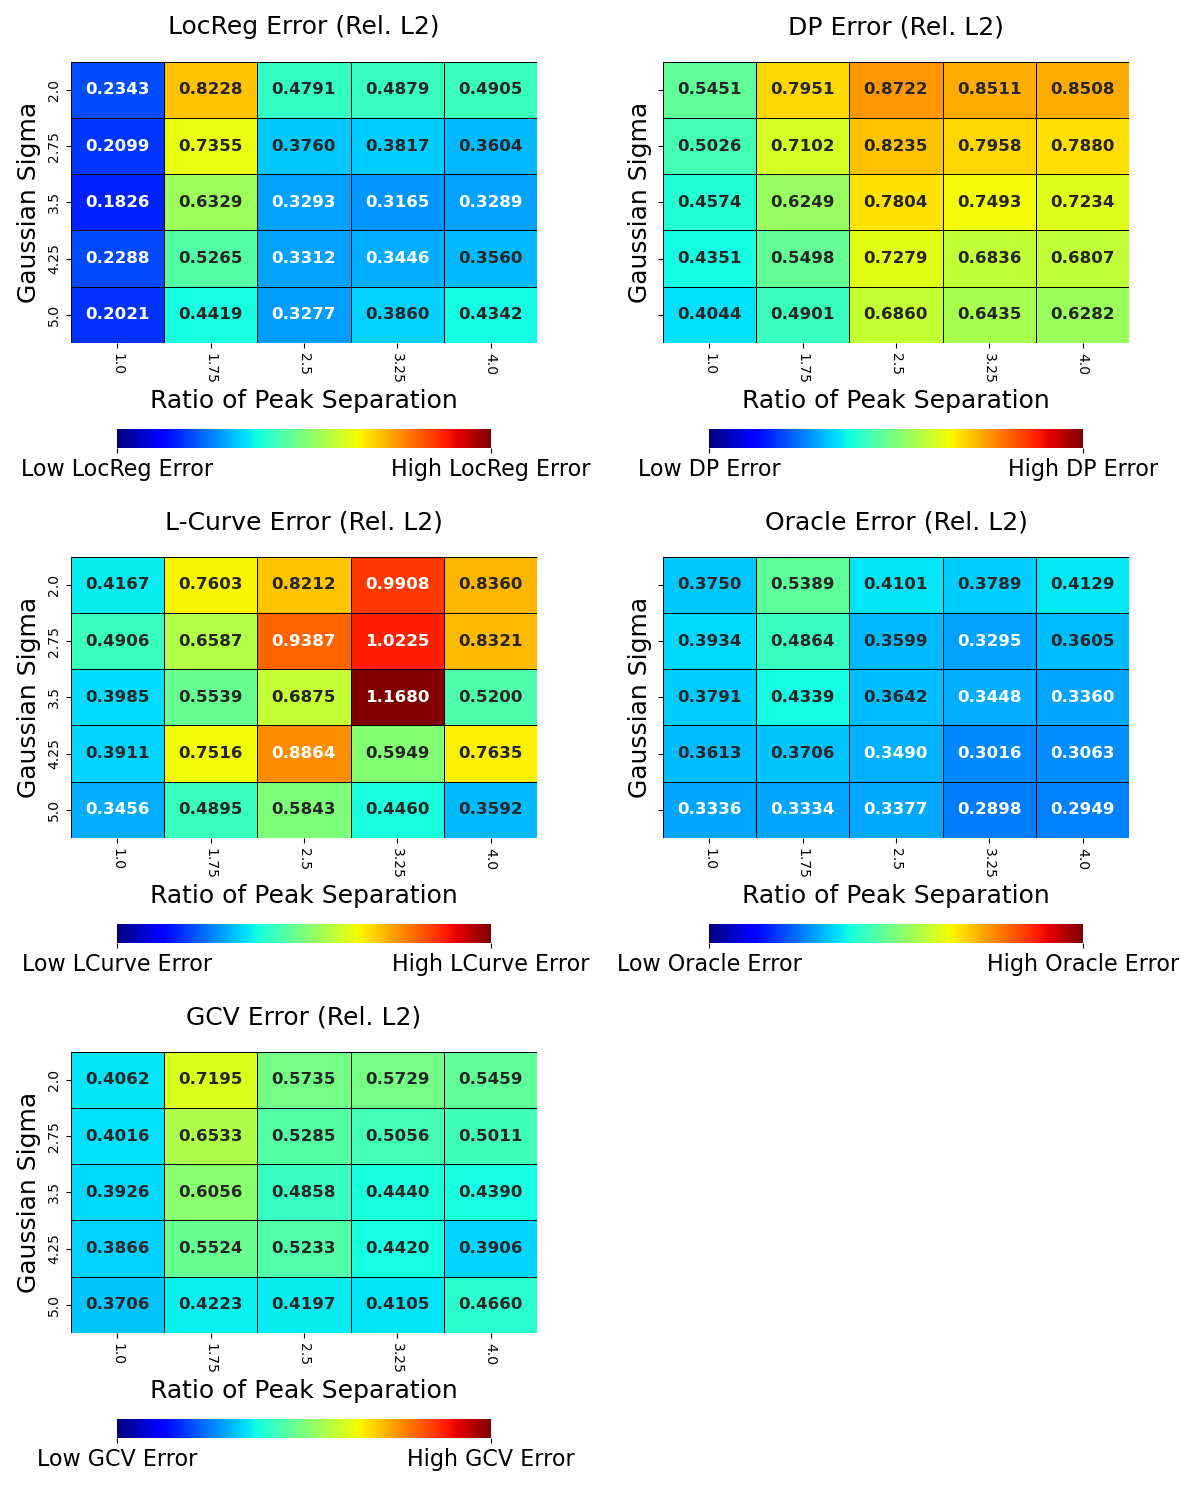 LocReg Error (Rel. L2)
Gaussian Sigma
2.0 0.2343 0.8228 0.4791 0.4879 0.4905
2.75 0.2099 0.7355 0.3760 0.3817 0.3604
3.5 0.1826 0.6329 0.3293 0.3165 0.3289
4.25 0.2288 0.5265 0.3312 0.3446 0.3560
5.0 0.2021 0.4419 0.3277 0.3860 0.4342
1.0 1.75 2.5 3.25 4.0
Ratio of Peak Separation
Low LocReg Error High LocReg Error
DP Error (Rel. L2)
Gaussian Sigma
0.5451 0.7951 0.8722 0.8511 0.8508
0.5026 0.7102 0.8235 0.7958 0.7880
0.4574 0.6249 0.7804 0.7493 0.7234
0.4351 0.5498 0.7279 0.6836 0.6807
0.4044 0.4901 0.6860 0.6435 0.6282
1.0 1.75 2.5 3.25 4.0
Ratio of Peak Separation
Low DP Error High DP Error
L-Curve Error (Rel. L2)
Gaussian Sigma
2.0 0.4167 0.7603 0.8212 0.9908 0.8360
2.75 0.4906 0.6587 0.9387 1.0225 0.8321
3.5 0.3985 0.5539 0.6875 1.1680 0.5200
4.25 0.3911 0.7516 0.8864 0.5949 0.7635
5.0 0.3456 0.4895 0.5843 0.4460 0.3592
1.0 1.75 2.5 3.25 4.0
Ratio of Peak Separation
Low LCurve Error High LCurve Error
Oracle Error (Rel. L2)
Gaussian Sigma
0.3750 0.5389 0.4101 0.3789 0.4129
0.3934 0.4864 0.3599 0.3295 0.3605
0.3791 0.4339 0.3642 0.3448 0.3360
0.3613 0.3706 0.3490 0.3016 0.3063
0.3336 0.3334 0.3377 0.2898 0.2949
1.0 1.75 2.5 3.25 4.0
Ratio of Peak Separation
Low Oracle Error High Oracle Error
GCV Error (Rel. L2)
Gaussian Sigma
2.0 0.4062 0.7195 0.5735 0.5729 0.5459
2.75 0.4016 0.6533 0.5285 0.5056 0.5011
3.5 0.3926 0.6056 0.4858 0.4440 0.4390
4.25 0.3866 0.5524 0.5233 0.4420 0.3906
5.0 0.3706 0.4223 0.4197 0.4105 0.4660
1.0 1.75 2.5 3.25 4.0
Ratio of Peak Separation
Low GCV Error High GCV Error